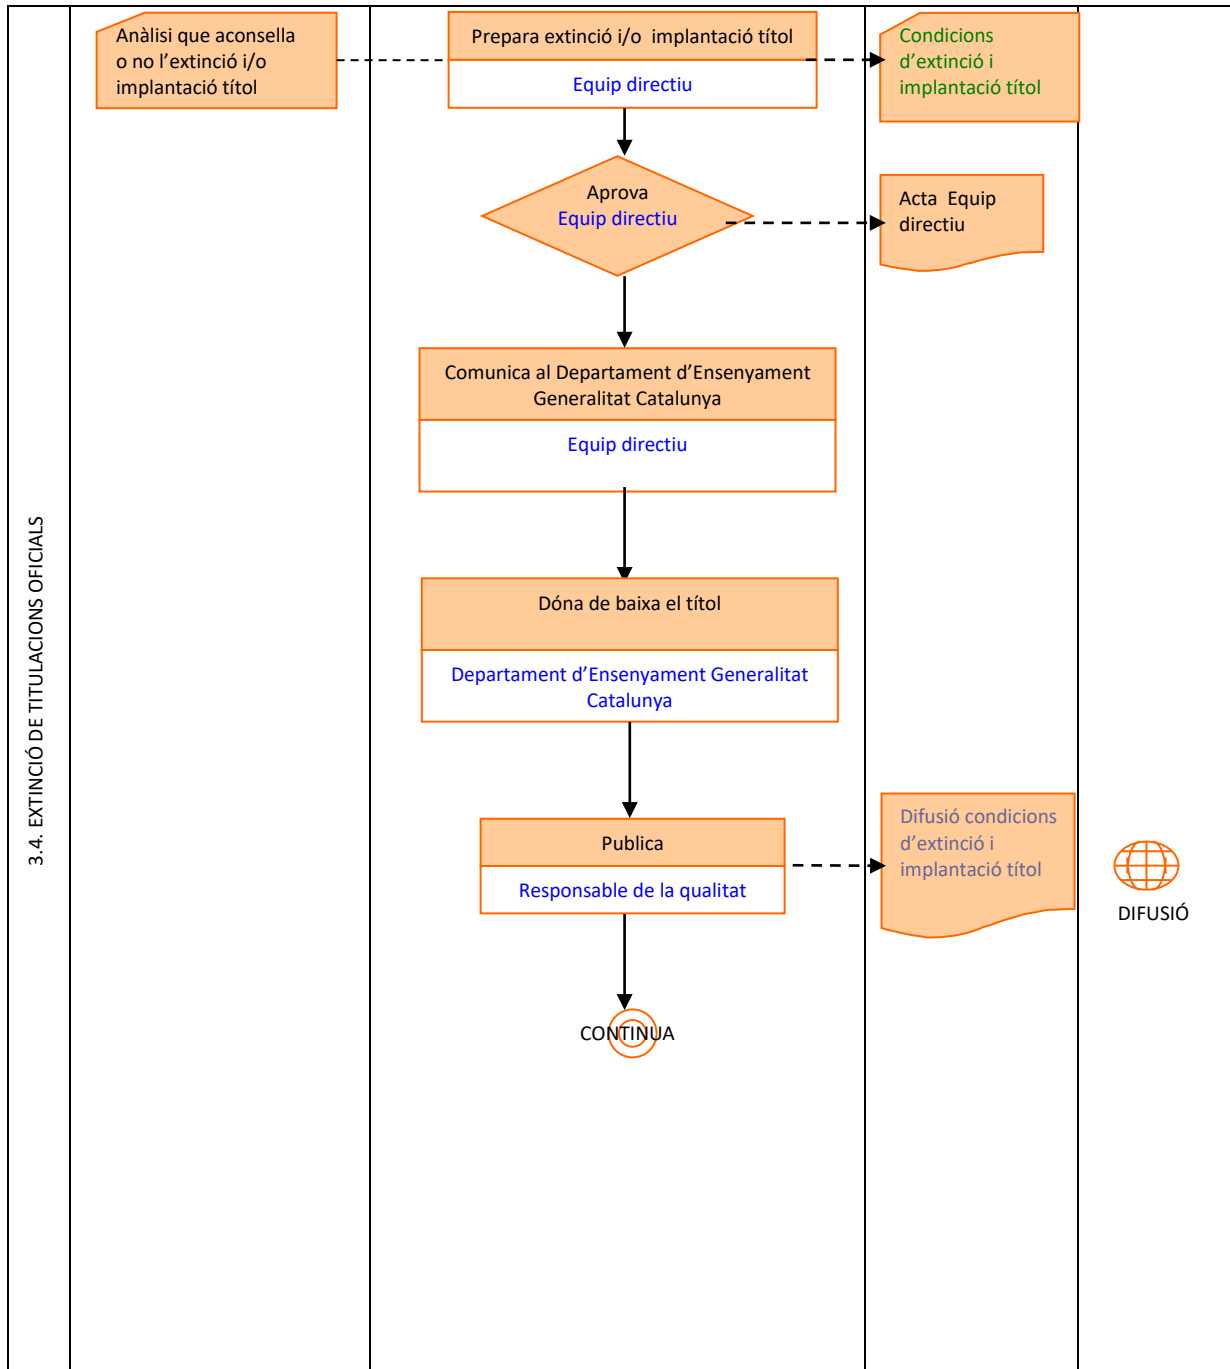 3.4. EXTINCIÓ DE TITULACIONS OFICIALS
Anàlisi que aconsella
o no l’extinció i/o
implantació títol
Prepara extinció i/o  implantació títol
Equip directiu
Condicions
d’extinció i
implantació títol
Aprova
Equip directiu
Acta  Equip
directiu
Comunica al Departament d’Ensenyament
Generalitat Catalunya
Equip directiu
Dóna de baixa el títol
Departament d’Ensenyament Generalitat
Catalunya
Publica
Responsable de la qualitat
Difusió condicions
d’extinció i
implantació títol
DIFUSIÓ
CONTINUA